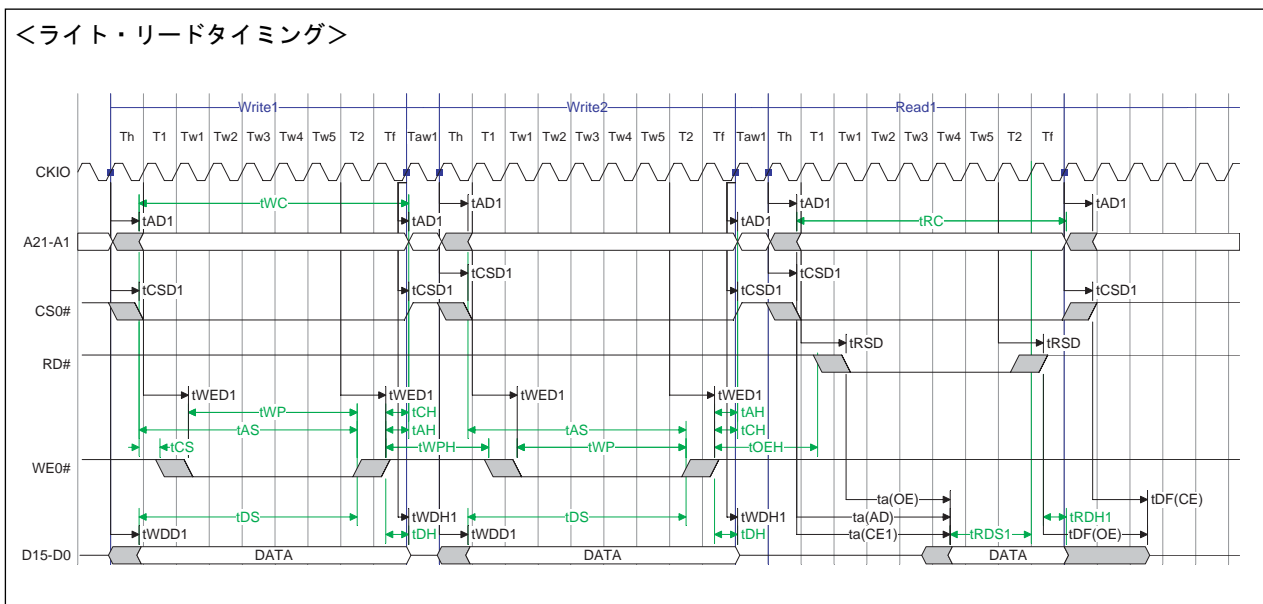 ＜ライト・リードタイミング＞
Write1 Write2 Read1
Th T1 Tw1 Tw2 Tw3 Tw4 Tw5 T2 Tf Taw1 Th T1 Tw1 Tw2 Tw3 Tw4 Tw5 T2 Tf Taw1 Th T1 Tw1 Tw2 Tw3 Tw4 Tw5 T2 Tf
CKIO
tWC tAD1 tAD1 tAD1
tAD1 tAD1 tAD1 tRC
A21-A1
tCSD1 tCSD1
tCSD1 tCSD1 tCSD1 tCSD1
CS0#
tRSD tRSD
RD#
tWED1 tWED1 tWED1 tWED1
tWP tCH tAH
tAS tAH tAS tCH
tCS tWPH tWP tOEH
WE0#
ta(OE) tDF(CE)
tDS tWDH1 tDS tWDH1 ta(AD) tRDH1
tWDD1 tDH tWDD1 tDH ta(CE1) tRDS1 tDF(OE)
D15-D0 DATA DATA DATA